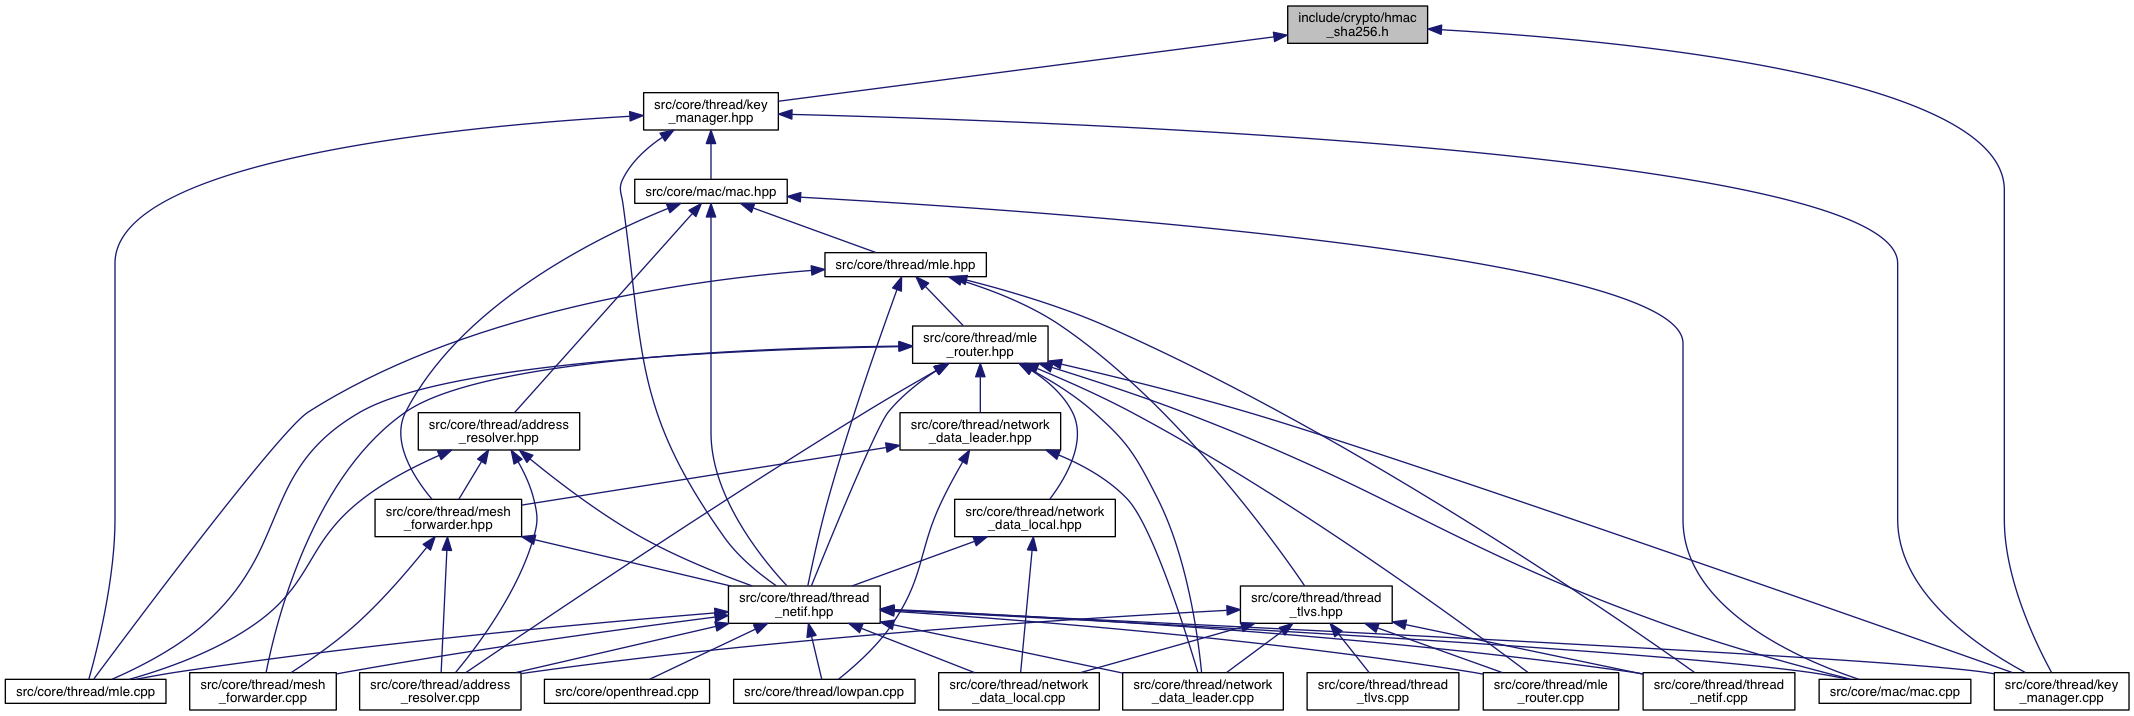 include/crypto/hmac
_sha256.h
src/core/thread/key
_manager.hpp
src/core/mac/mac.hpp
src/core/thread/mle.hpp
src/core/thread/mle
_router.hpp
src/core/thread/address
_resolver.hpp
src/core/thread/network
_data_leader.hpp
src/core/thread/mesh
_forwarder.hpp
src/core/thread/network
_data_local.hpp
src/core/thread/thread
_netif.hpp
src/core/thread/thread
_tlvs.hpp
src/core/thread/mle.cpp
src/core/thread/mesh
_forwarder.cpp
src/core/thread/address
_resolver.cpp
src/core/openthread.cpp
src/core/thread/lowpan.cpp
src/core/thread/network
_data_local.cpp
src/core/thread/network
_data_leader.cpp
src/core/thread/thread
_tlvs.cpp
src/core/thread/mle
_router.cpp
src/core/thread/thread
_netif.cpp
src/core/mac/mac.cpp
src/core/thread/key
_manager.cpp